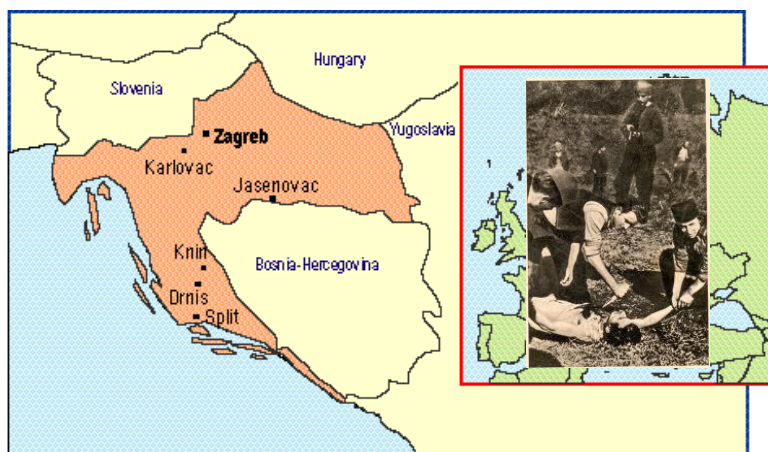 Hungary
Slovenia
Yugoslavia
Zagreb
Karlovac
Jasenovac
Knin
Bosnia-Hercegovina
Drnis
Split